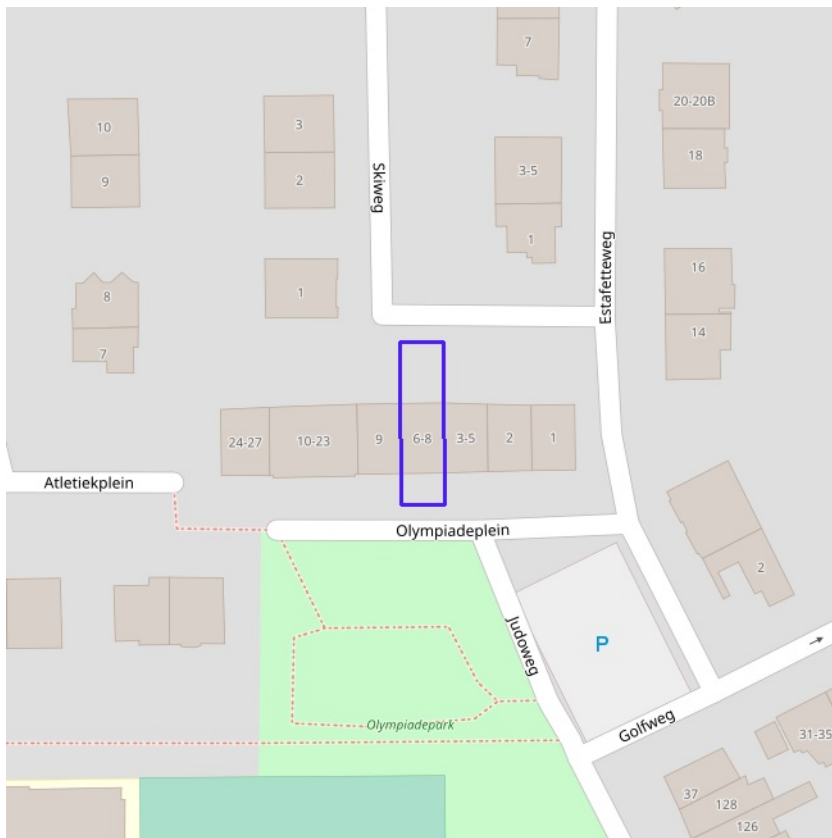 7
20-20B
10
3
18
3-5
9
2
Skiweg
1
Estafetteweg
16
8
1
14
7
24-27
10-23
9
6-8
3-5
2
1
Atletiekplein
Olympiadeplein
2
Judoweg
P
Olympiadepark
Golfweg
31-35
37
128
126